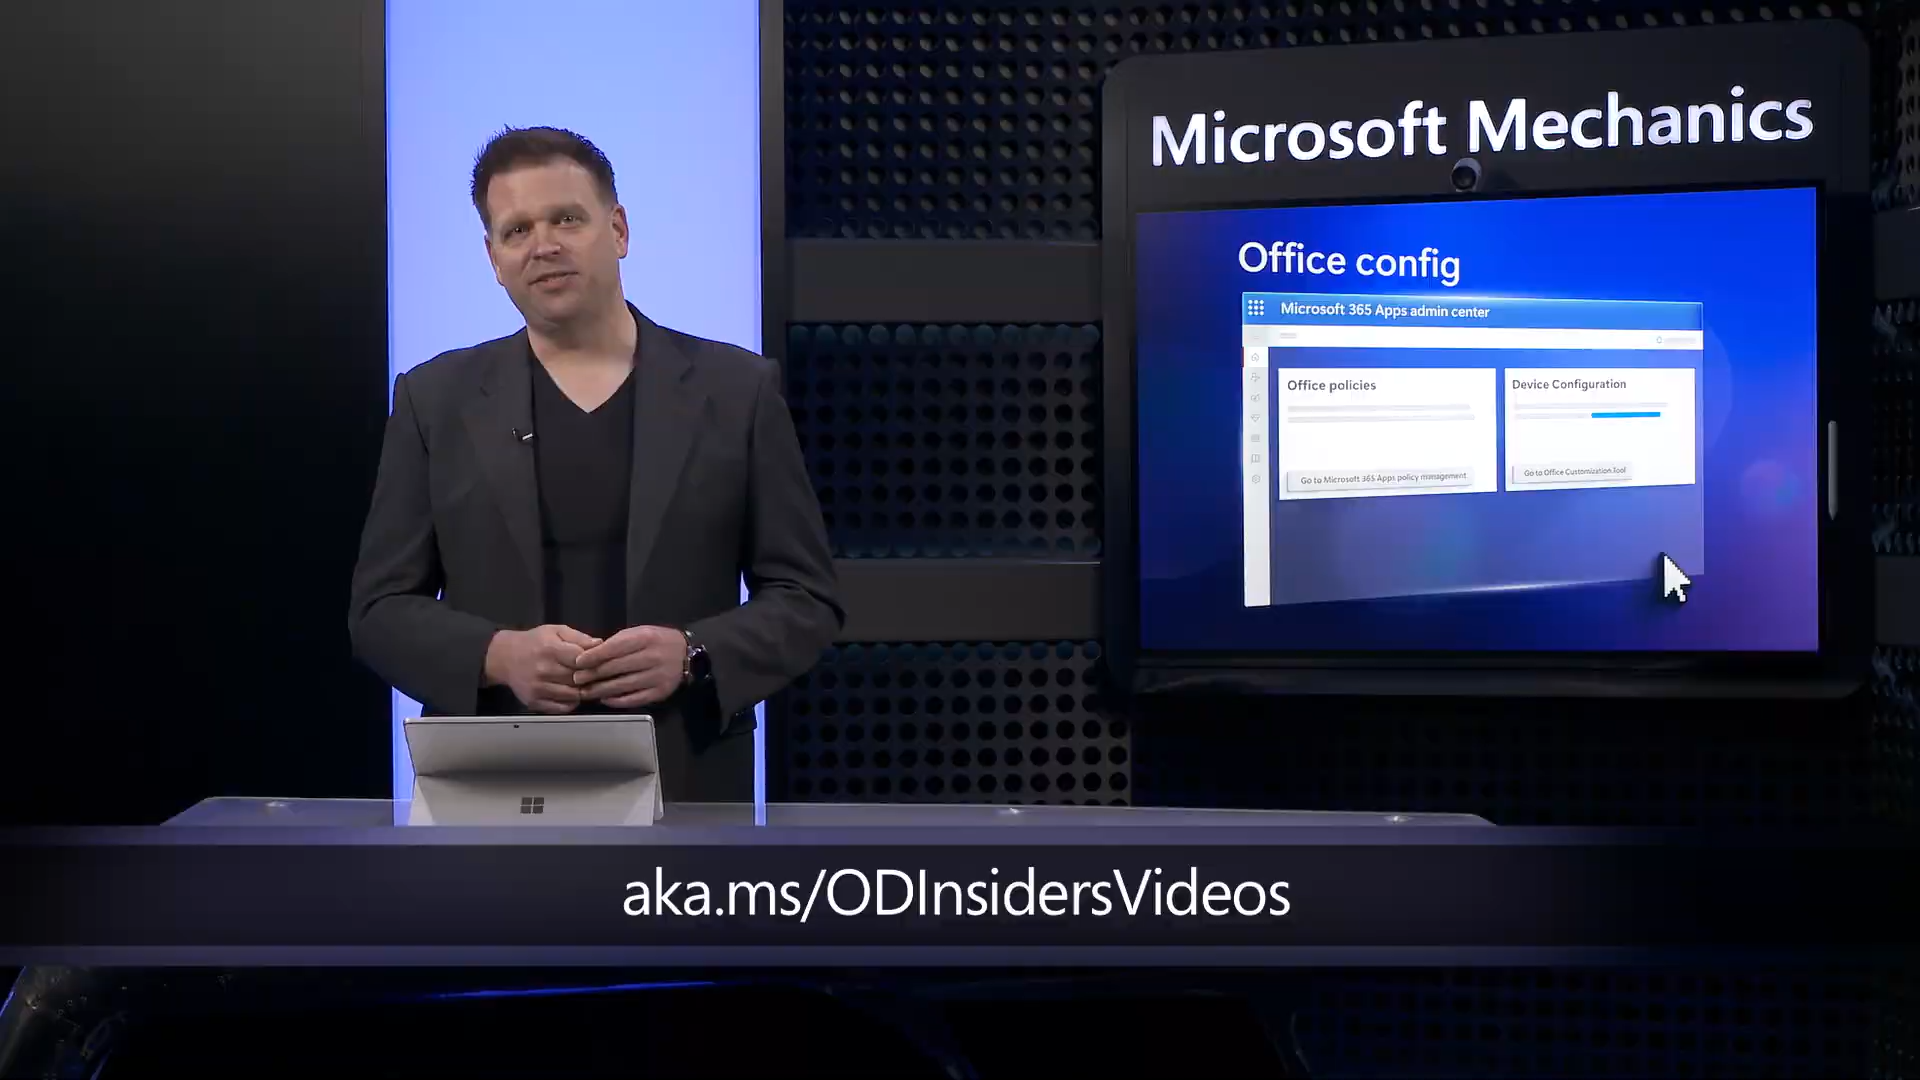 Microsoft Mechanics
Office config
Microsoft 365 Apps admin center
Office policies
Device Configuration
Go to Microsoft 365 Apps policy management
Go to Office Customization Tool
aka.ms/ODInsidersVideos